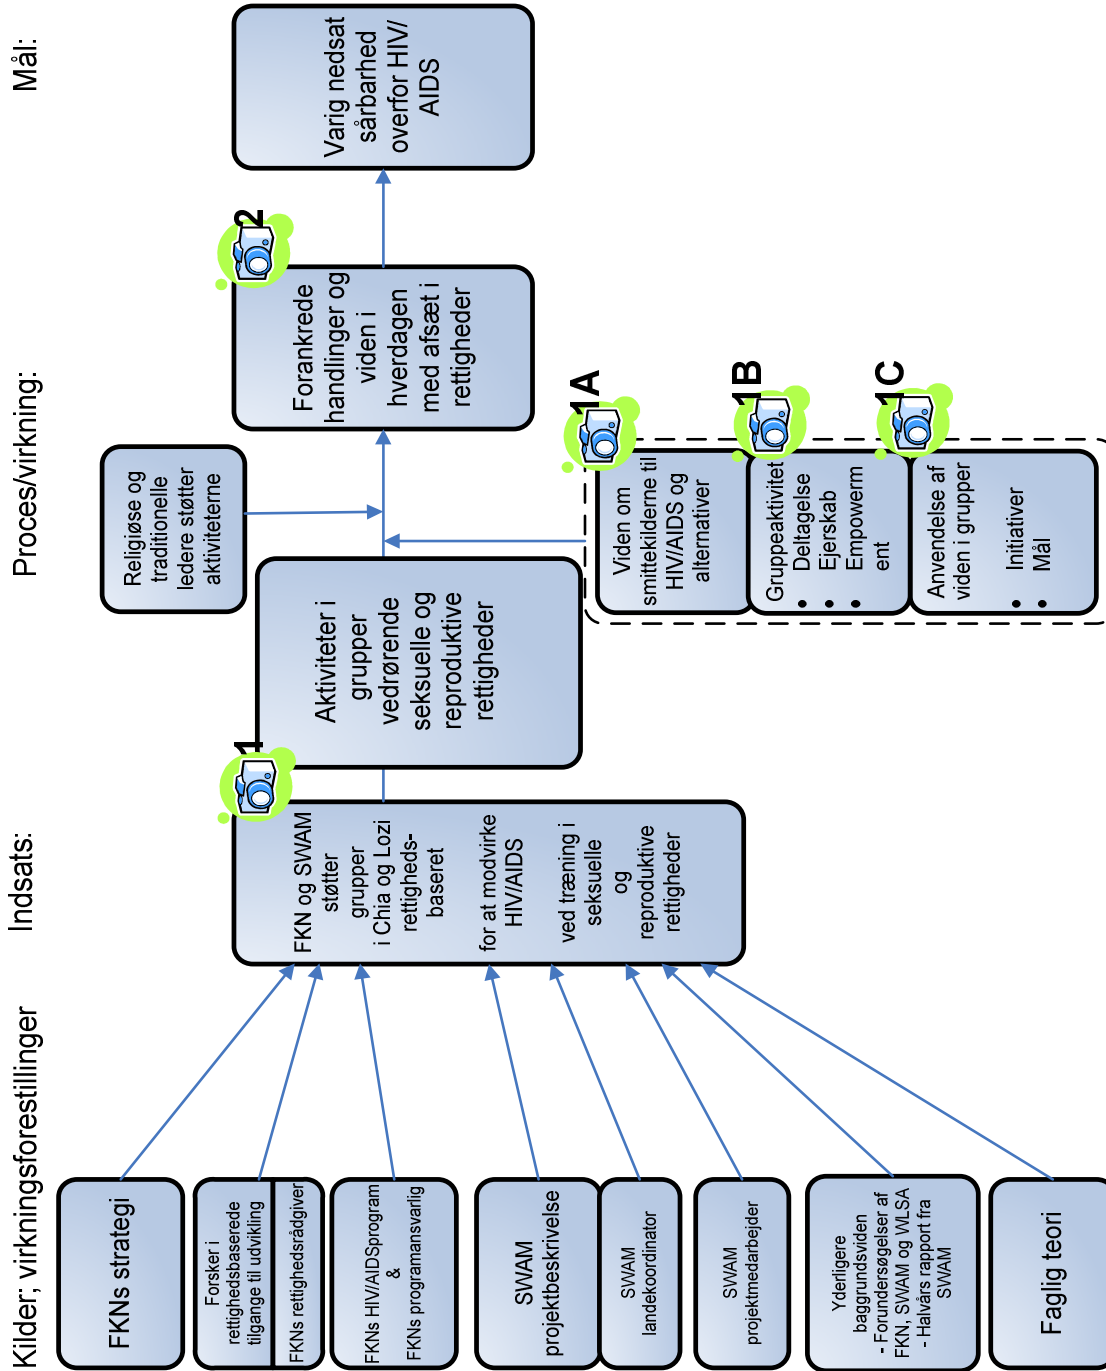 Kilder; virkningsforestillinger
Indsats:
Proces/virkning:
Mål:
FKNs strategi
Forsker i
rettighedsbaserede
tilgange til udvikling
FKNs rettighedsrådgiver
FKNs HIV/AIDSprogram
&
FKNs programansvarlig
SWAM
projektbeskrivelse
SWAM
landekoordinator
SWAM
projektmedarbejder
Yderligere
baggrundsviden
- Forundersøgelser af
FKN, SWAM og WLSA
- Halvårs rapport fra
SWAM
Faglig teori
1
FKN og SWAM
støtter
grupper
i Chia og Lozi
rettigheds-
baseret
for at modvirke
HIV/AIDS
ved træning i
seksuelle
og
reproduktive
rettigheder
Aktiviteter i
grupper
vedrørende
seksuelle og
reproduktive
rettigheder
Religiøse og
traditionelle
ledere støtter
aktiviteterne
1A
Viden om
smittekilderne til
HIV/AIDS og
alternativer
1B
Gruppeaktivitet
• Deltagelse
• Ejerskab
• Empowerm
ent
1C
Anvendelse af
viden i grupper
• Initiativer
• Mål
2
Forankrede
handlinger og
viden i
hverdagen
med afsæt i
rettigheder
Varig nedsat
sårbarhed
overfor HIV/
AIDS